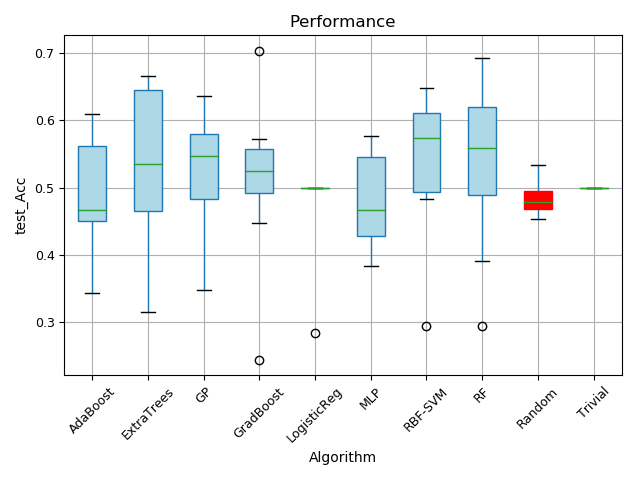 Performance
test_Acc
0.7
0.6
0.5
0.4
0.3
AdaBoost
ExtraTrees
GP
GradBoost
LogisticReg
MLP
RBF-SVM
RF
Random
Trivial
Algorithm